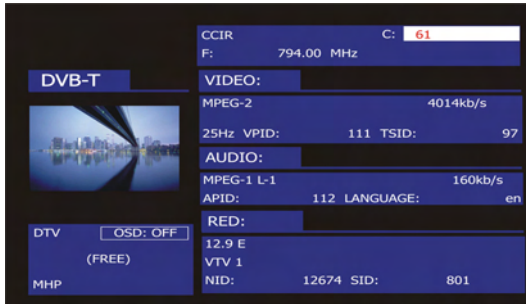 CCIR C: 61
F: 794.00 MHz
DVB-T
VIDEO:
MPEG-2 4014kb/s
25Hz VPID: 111 TSID: 97
AUDIO:
MPEG-1 L-1 160kb/s
APID: 112 LANGUAGE: en
RED:
12.9 E
VTV 1
NID: 12674 SID: 801
DTV OSD: OFF
(FREE)
MHP